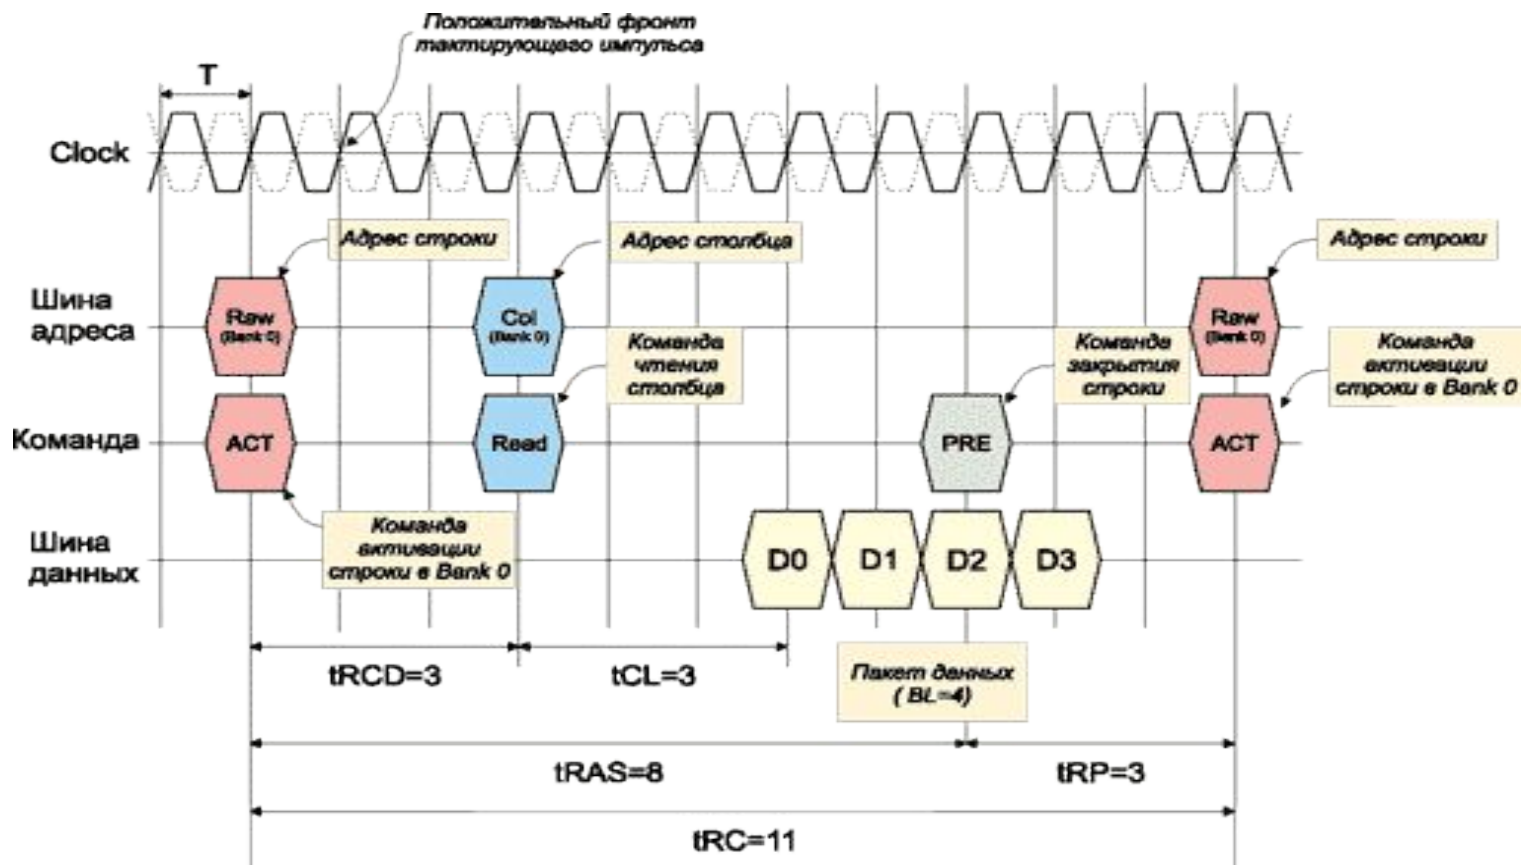 Положительный фронт
тактирующего импульса
T
Clock
Адрес строки
Адрес столбца
Адрес строки
Шина
адреса
Raw
(Bank 0)
Col
(Bank 0)
Raw
(Bank 0)
Команда
чтения
столбца
Команда
закрытия
строки
Команда
активации
строки в Bank 0
Команда
ACT
Read
PRE
ACT
Команда
активации
строки в Bank 0
Шина
данных
D0
D1
D2
D3
tRCD=3
tCL=3
Пакет данных
( BL=4)
tRAS=8
tRP=3
tRC=11